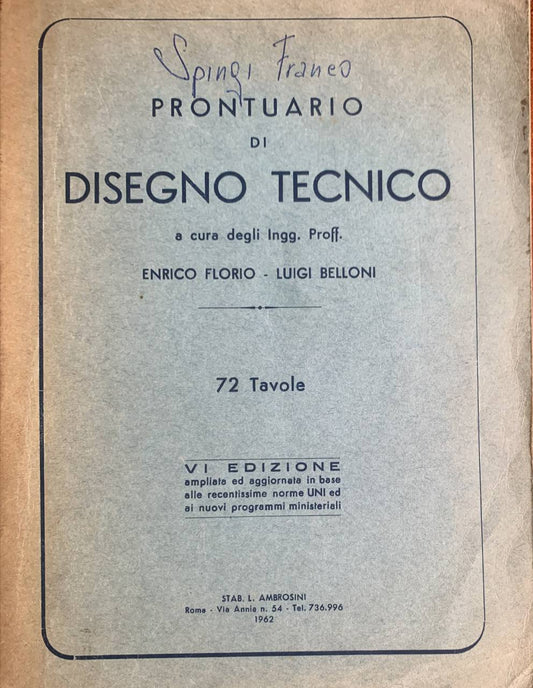 Spingi Franco
PRONTUARIO
DI
DISEGNO TECNICO
a cura degli Ingg. Proff.
ENRICO FLORIO - LUIGI BELLONI
72 Tavole
VI EDIZIONE
ampliata ed aggiornata in base
alle recentissime norme UNI ed
ai nuovi programmi ministeriali
STAB. L. AMBROSINI
Roma - Via Annia n. 54 - Tel. 736.996
1962